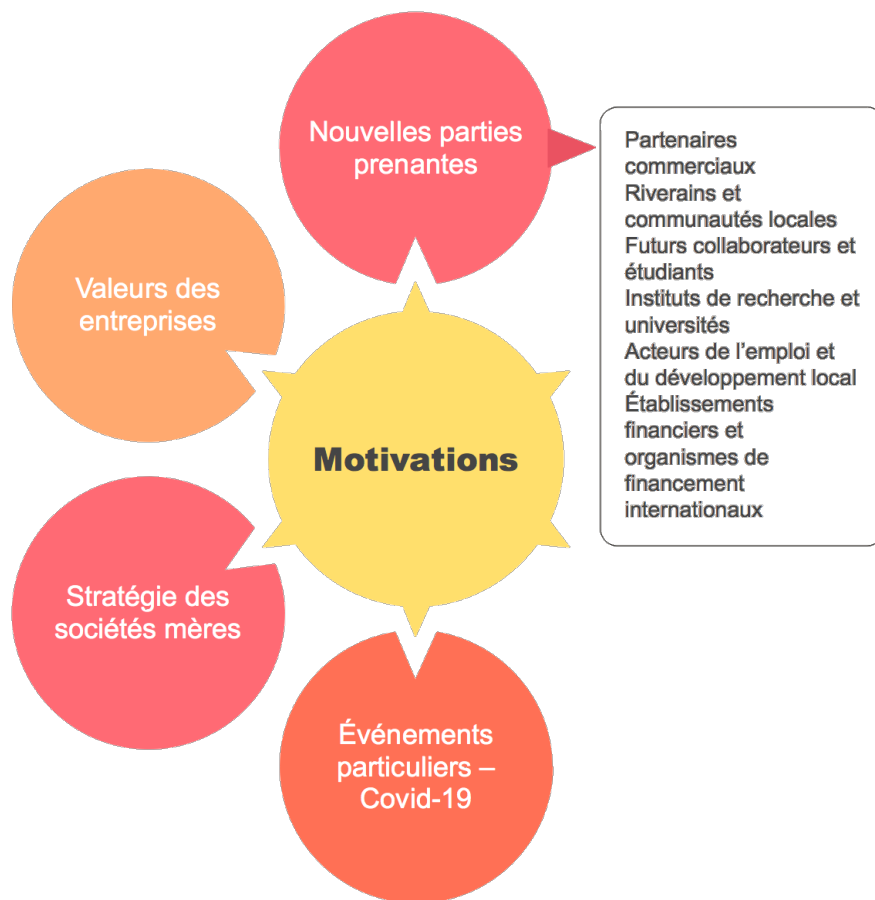 Nouvelles parties
prenantes
Partenaires
commerciaux
Riverains et
communautés locales
Futurs collaborateurs et
étudiants
Instituts de recherche et
universités
Acteurs de l'emploi et
du développement local
Établissements
financiers et
organismes de
financement
internationaux
Valeurs des
entreprises
Motivations
Stratégie des
sociétés mères
Événements
particuliers –
Covid-19